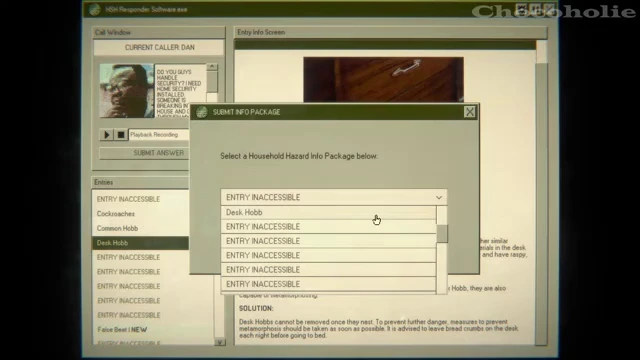 HSH Responder Software.exe
Chocoholie
Call Window
Entry Info Screen
CURRENT CALLER: DAN
DO YOU GUYS
HANDLE
SECURITY? I NEED
HOME SECURITY
INSTALLED.
SOMEONE IS
BREAKING IN
HOUSE AND
Playback Recording
SUBMIT ANSWER
SUBMIT INFO PACKAGE
Select a Household Hazard Info Package below:
ENTRY INACCESSIBLE
Desk Hobb
ENTRY INACCESSIBLE
ENTRY INACCESSIBLE
ENTRY INACCESSIBLE
ENTRY INACCESSIBLE
ENTRY INACCESSIBLE
Entries
ENTRY INACCESSIBLE
Cockroaches
Common Hobb
Desk Hobb
ENTRY INACCESSIBLE
ENTRY INACCESSIBLE
ENTRY INACCESSIBLE
ENTRY INACCESSIBLE
ENTRY INACCESSIBLE
False Beet | NEW
ENTRY INACCESSIBLE
her similar
erials in the desk
and have raspy,
Hobb, they are also
capable of metamorphosing.
SOLUTION:
Desk Hobbs cannot be removed once they nest. To prevent further danger, measures to prevent
metamorphosis should be taken as soon as possible. It is advised to leave bread crumbs on the desk
each night before going to bed.